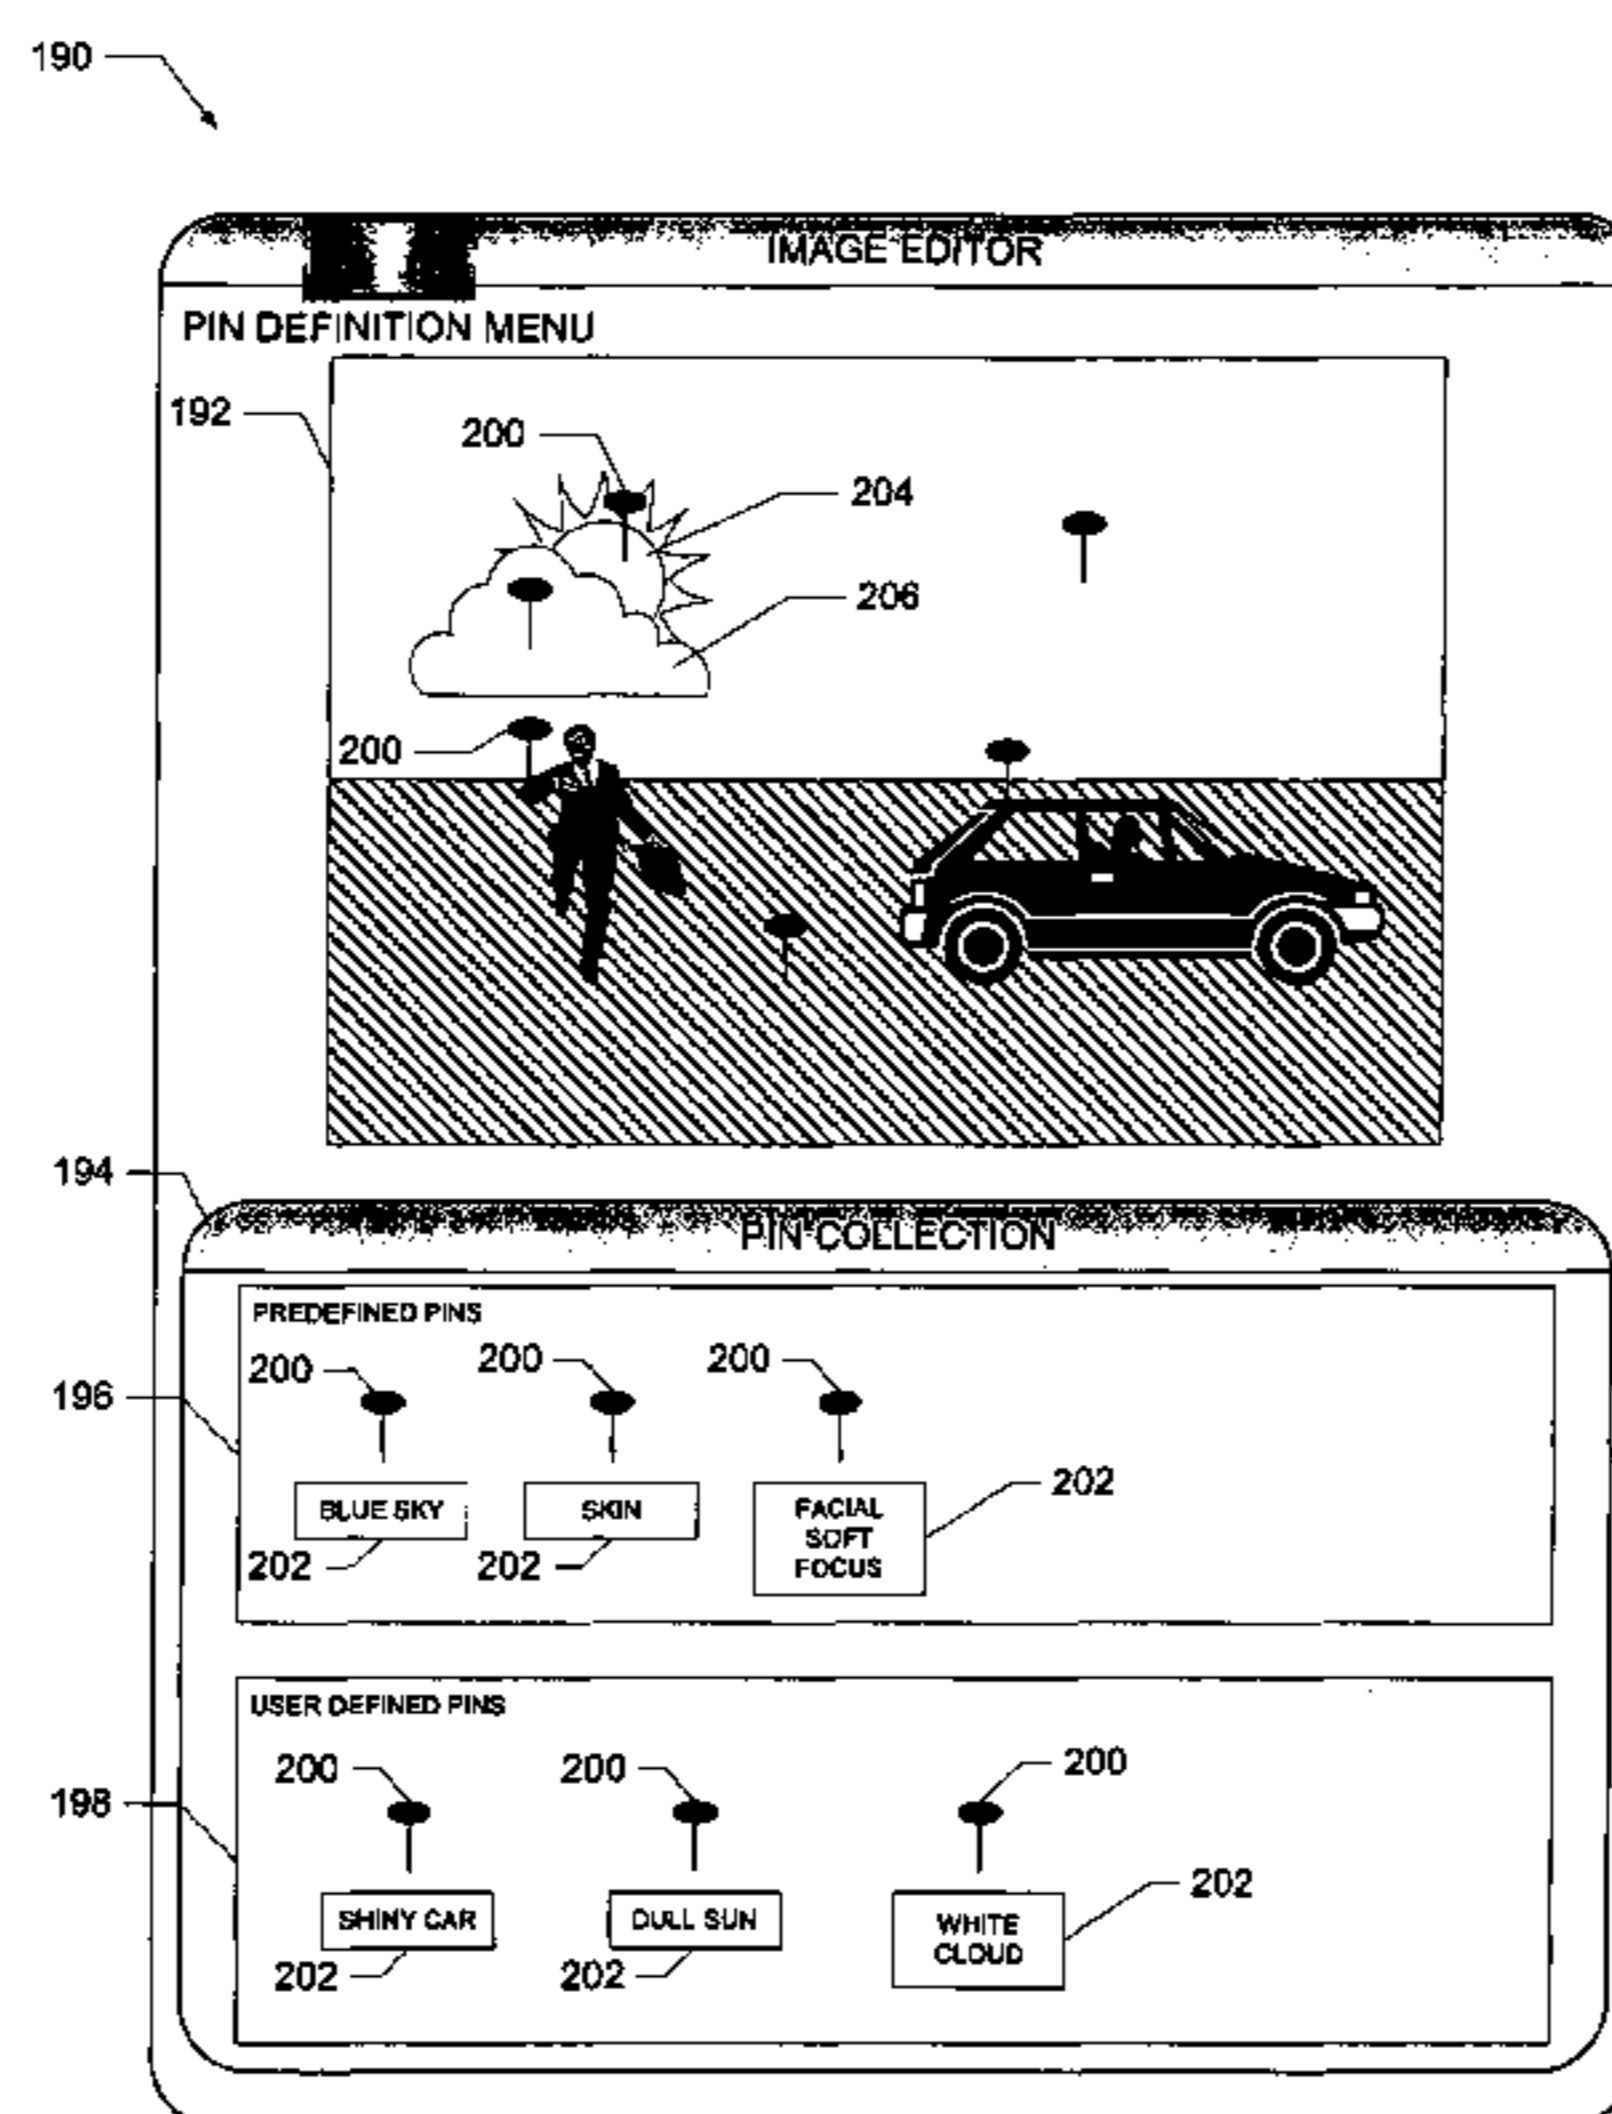 190
IMAGE EDITOR
PIN DEFINITION MENU
192
200
204
206
200
194
PIN COLLECTION
PREDEFINED PINS
200
200
200
196
BLUE SKY
SKIN
FACIAL
SOFT
FOCUS
202
202
202
USER DEFINED PINS
200
200
200
198
SHINY CAR
DULL SUN
WHITE
CLOUD
202
202
202